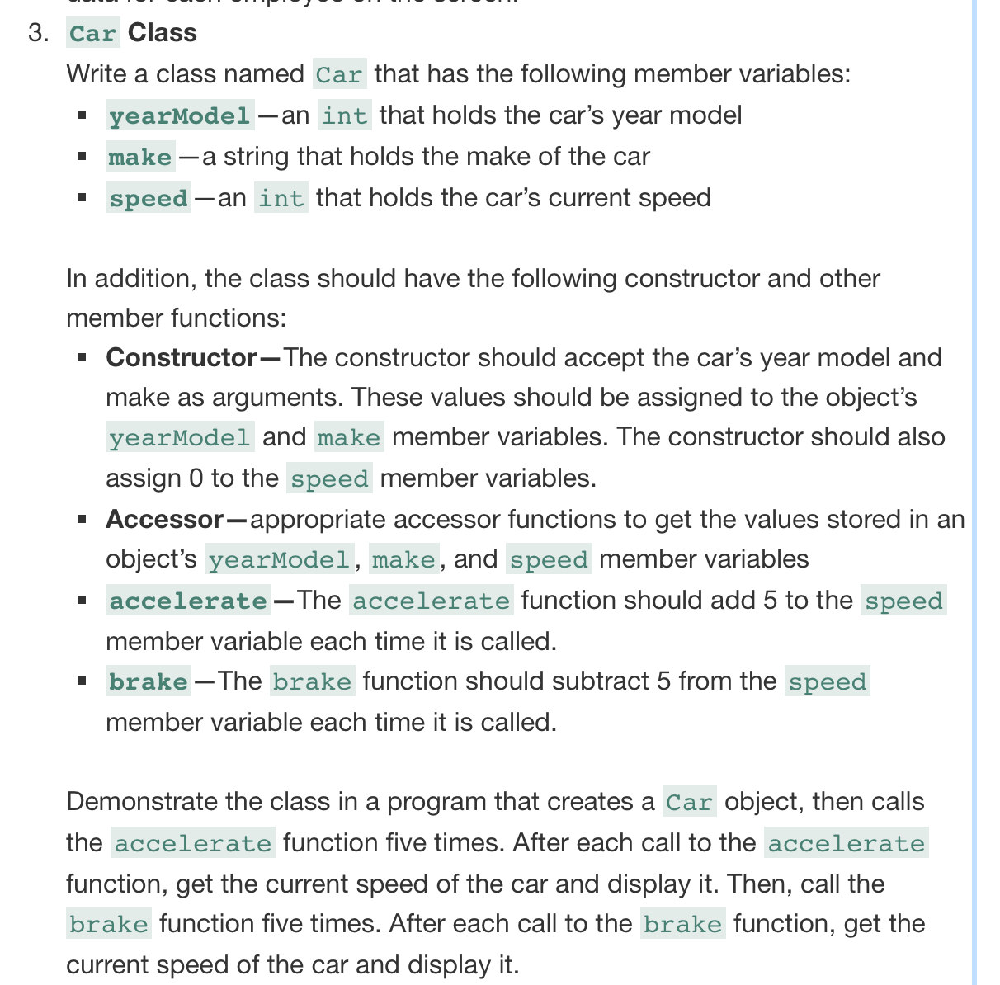 data for each employee on the screen.
3. Car Class
Write a class named Car that has the following member variables:
▪ yearModel—an int that holds the car’s year model
▪ make—a string that holds the make of the car
▪ speed—an int that holds the car’s current speed
In addition, the class should have the following constructor and other
member functions:
▪ Constructor—The constructor should accept the car’s year model and
make as arguments. These values should be assigned to the object’s
yearModel and make member variables. The constructor should also
assign 0 to the speed member variables.
▪ Accessor—appropriate accessor functions to get the values stored in an
object’s yearModel, make, and speed member variables
▪ accelerate—The accelerate function should add 5 to the speed
member variable each time it is called.
▪ brake—The brake function should subtract 5 from the speed
member variable each time it is called.
Demonstrate the class in a program that creates a Car object, then calls
the accelerate function five times. After each call to the accelerate
function, get the current speed of the car and display it. Then, call the
brake function five times. After each call to the brake function, get the
current speed of the car and display it.